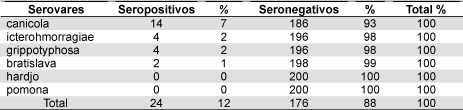 Serovares Seropositivos % Seronegativos % Total %
canicola 14 7 186 93 100
icterohmorragiae 4 2 196 98 100
grippotyphosa 4 2 196 98 100
bratislava 2 1 198 99 100
hardjo 0 0 200 100 100
pomona 0 0 200 100 100
Total 24 12 176 88 100